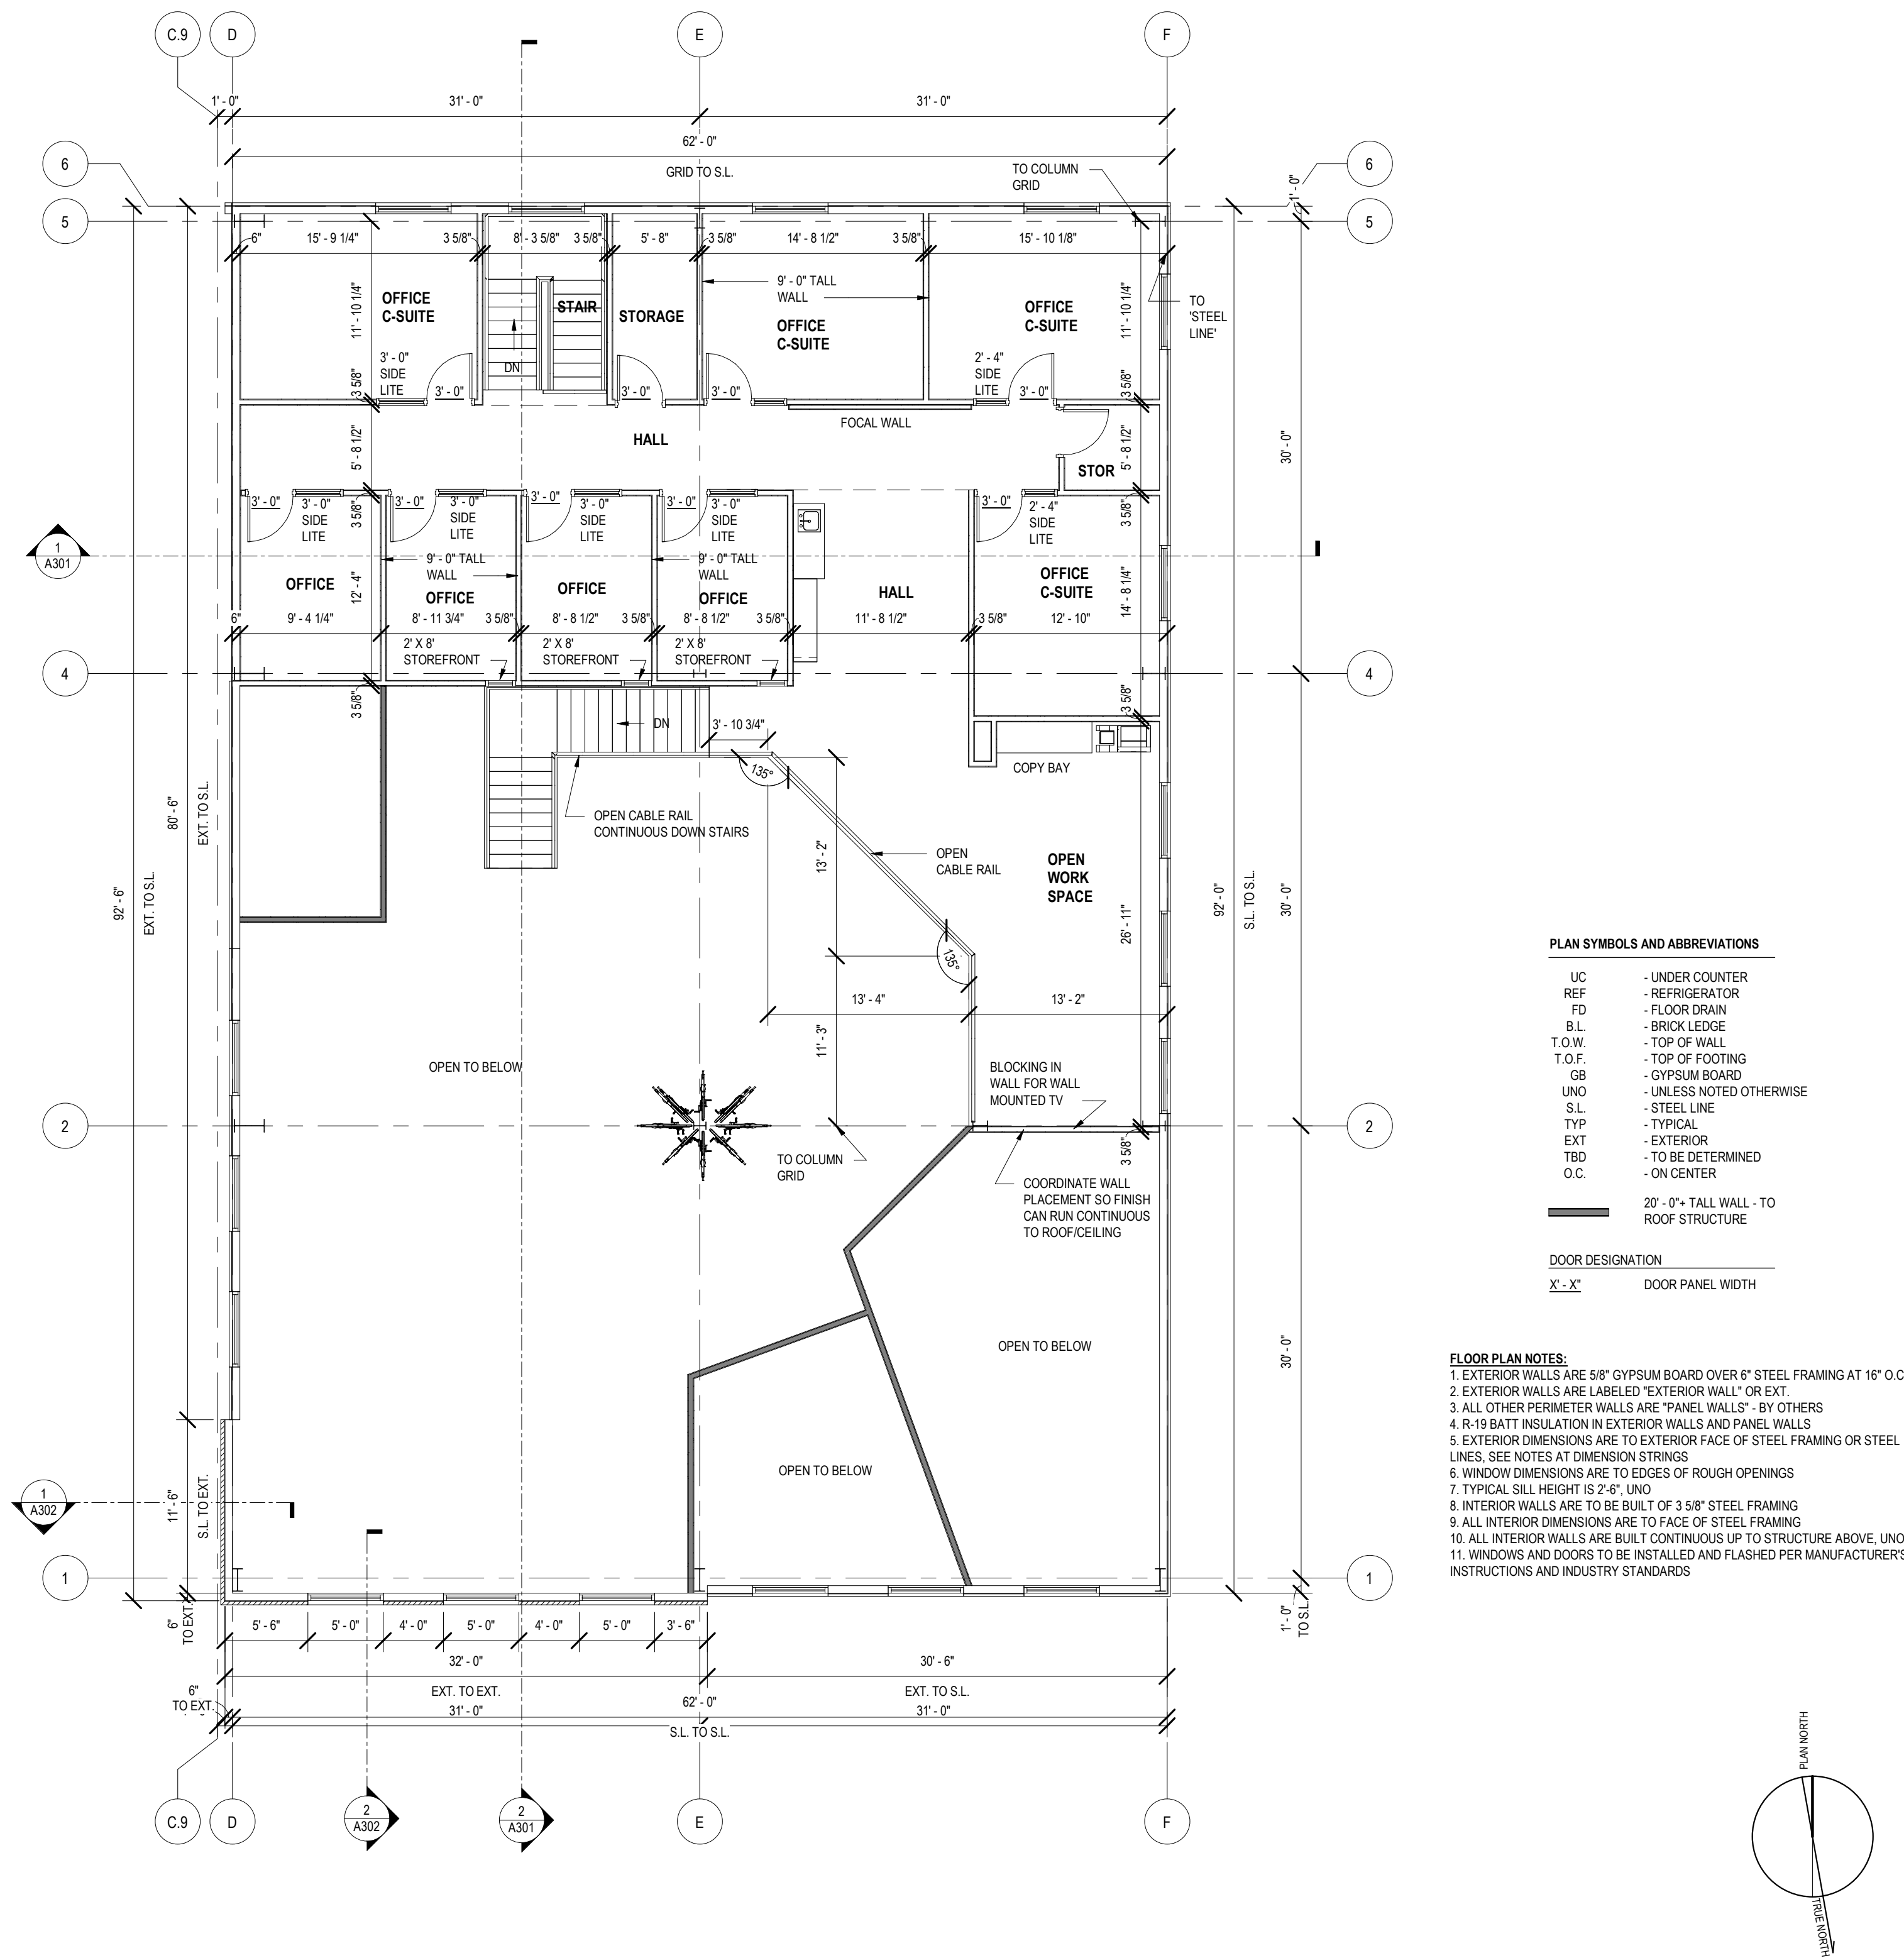 C.9 D E F
1' - 0" 31' - 0" 31' - 0"
62' - 0"
GRID TO S.L.
TO COLUMN
GRID
6 6
1' - 0"
5 5
6" 15' - 9 1/4" 3 5/8" 8' - 3 5/8" 3 5/8" 5' - 8" 3 5/8" 14' - 8 1/2" 3 5/8" 15' - 10 1/8"
9' - 0" TALL
WALL
OFFICE
C-SUITE
11' - 10 1/4"
STAIR
STORAGE
OFFICE
C-SUITE
OFFICE
C-SUITE
11' - 10 1/4"
TO
'STEEL
LINE'
3' - 0"
SIDE
LITE
3 5/8"
3' - 0"
DN
3' - 0"
3' - 0"
2' - 4"
SIDE
LITE
3' - 0"
3 5/8"
FOCAL WALL
HALL
5' - 8 1/2"
STOR
5' - 8 1/2"
30' - 0"
3' - 0"
3' - 0"
SIDE
LITE
3 5/8"
3' - 0"
3' - 0"
SIDE
LITE
3' - 0"
3' - 0"
SIDE
LITE
3' - 0"
3' - 0"
SIDE
LITE
3' - 0"
2' - 4"
SIDE
LITE
3 5/8"
1
A301
9' - 0" TALL
WALL
9' - 0" TALL
WALL
OFFICE
12' - 4"
OFFICE
OFFICE
OFFICE
HALL
OFFICE
C-SUITE
14' - 8 1/4"
6" 9' - 4 1/4" 8' - 11 3/4" 3 5/8" 8' - 8 1/2" 3 5/8" 8' - 8 1/2" 3 5/8" 11' - 8 1/2" 3 5/8" 12' - 10"
2' X 8'
STOREFRONT
2' X 8'
STOREFRONT
2' X 8'
STOREFRONT
4 4
3 5/8"
3 5/8"
DN
3' - 10 3/4"
135°
COPY BAY
80' - 6"
EXT. TO S.L.
OPEN CABLE RAIL
CONTINUOUS DOWN STAIRS
13' - 2"
OPEN
CABLE RAIL
OPEN
WORK
SPACE
92' - 6"
EXT. TO S.L.
92' - 0"
S.L. TO S.L.
30' - 0"
26' - 11"
135°
13' - 4" 13' - 2"
11' - 3"
OPEN TO BELOW
BLOCKING IN
WALL FOR WALL
MOUNTED TV
2 2
3 5/8"
TO COLUMN
GRID
COORDINATE WALL
PLACEMENT SO FINISH
CAN RUN CONTINUOUS
TO ROOF/CEILING
OPEN TO BELOW
30' - 0"
OPEN TO BELOW
1
A302
11' - 6"
S.L. TO EXT.
1 1
6"
TO EXT.
1' - 0"
TO S.L.
5' - 6" 5' - 0" 4' - 0" 5' - 0" 4' - 0" 5' - 0" 3' - 6"
32' - 0" 30' - 6"
6"
TO EXT.
EXT. TO EXT. EXT. TO S.L.
62' - 0"
31' - 0" 31' - 0"
S.L. TO S.L.
C.9 D E F
2
A302
2
A301
PLAN SYMBOLS AND ABBREVIATIONS
UC - UNDER COUNTER
REF - REFRIGERATOR
FD - FLOOR DRAIN
B.L. - BRICK LEDGE
T.O.W. - TOP OF WALL
T.O.F. - TOP OF FOOTING
GB - GYPSUM BOARD
UNO - UNLESS NOTED OTHERWISE
S.L. - STEEL LINE
TYP - TYPICAL
EXT - EXTERIOR
TBD - TO BE DETERMINED
O.C. - ON CENTER
20' - 0"+ TALL WALL - TO
ROOF STRUCTURE
DOOR DESIGNATION
X' - X" DOOR PANEL WIDTH
FLOOR PLAN NOTES:
1. EXTERIOR WALLS ARE 5/8" GYPSUM BOARD OVER 6" STEEL FRAMING AT 16" O.C
2. EXTERIOR WALLS ARE LABELED "EXTERIOR WALL" OR EXT.
3. ALL OTHER PERIMETER WALLS ARE "PANEL WALLS" - BY OTHERS
4. R-19 BATT INSULATION IN EXTERIOR WALLS AND PANEL WALLS
5. EXTERIOR DIMENSIONS ARE TO EXTERIOR FACE OF STEEL FRAMING OR STEEL
LINES, SEE NOTES AT DIMENSION STRINGS
6. WINDOW DIMENSIONS ARE TO EDGES OF ROUGH OPENINGS
7. TYPICAL SILL HEIGHT IS 2'-6", UNO
8. INTERIOR WALLS ARE TO BE BUILT OF 3 5/8" STEEL FRAMING
9. ALL INTERIOR DIMENSIONS ARE TO FACE OF STEEL FRAMING
10. ALL INTERIOR WALLS ARE BUILT CONTINUOUS UP TO STRUCTURE ABOVE, UNO
11. WINDOWS AND DOORS TO BE INSTALLED AND FLASHED PER MANUFACTURER'S
INSTRUCTIONS AND INDUSTRY STANDARDS
PLAN NORTH
TRUE NORTH